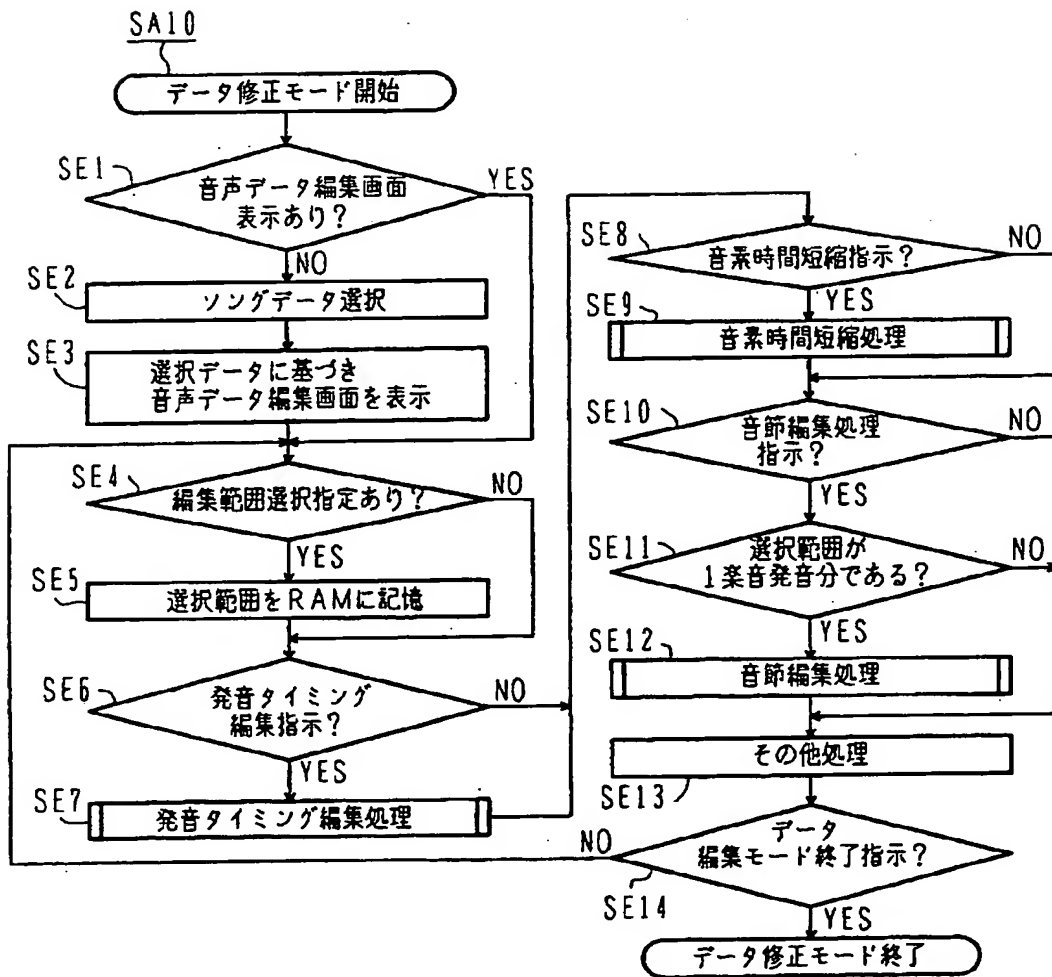 SA10
データ修正モード開始
SE1
音声データ編集画面
表示あり?
YES
NO
SE2
ソングデータ選択
SE3
選択データに基づき
音声データ編集画面を表示
SE4
編集範囲選択指定あり?
NO
YES
SE5
選択範囲をRAMに記憶
SE6
発音タイミング
編集指示?
NO
YES
SE7
発音タイミング編集処理
SE8
音素時間短縮指示?
NO
YES
SE9
音素時間短縮処理
SE10
音節編集処理
指示?
NO
YES
SE11
選択範囲が
1楽音発音分である?
NO
YES
SE12
音節編集処理
その他処理
SE13
データ
編集モード終了指示?
NO
SE14
YES
データ修正モード終了